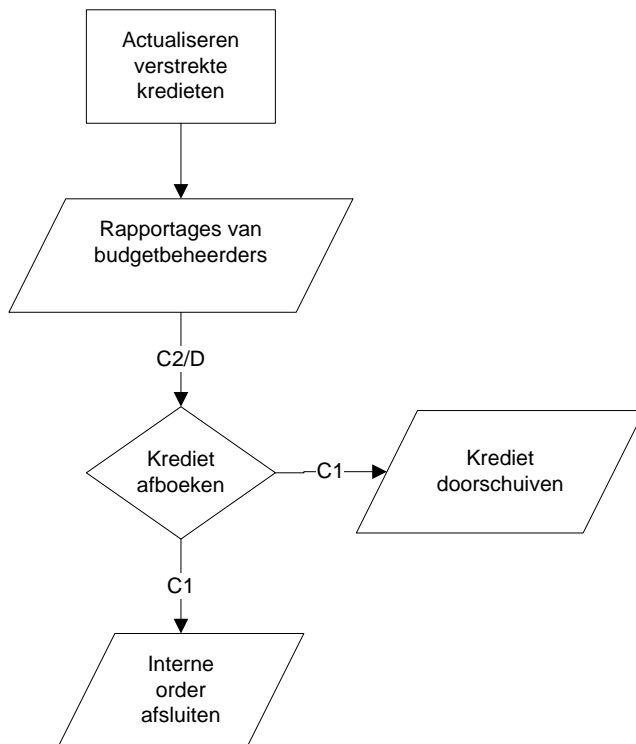 Actualiseren
verstrekte
kredieten
Rapportages van
budgetbeheerders
C2/D
Krediet
afboeken
C1
Krediet
doorschuiven
C1
Interne
order
afsluiten